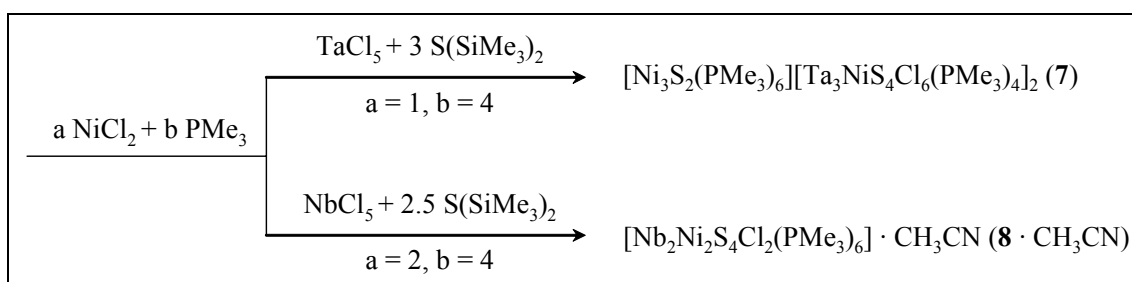 TaCl₅ + 3 S(SiMe₃)₂
a = 1, b = 4
[Ni₃S₂(PMe₃)₆][Ta₃NiS₄Cl₆(PMe₃)₄]₂ (7)
a NiCl₂ + b PMe₃
NbCl₅ + 2.5 S(SiMe₃)₂
a = 2, b = 4
[Nb₂Ni₂S₄Cl₂(PMe₃)₆] · CH₃CN (8 · CH₃CN)